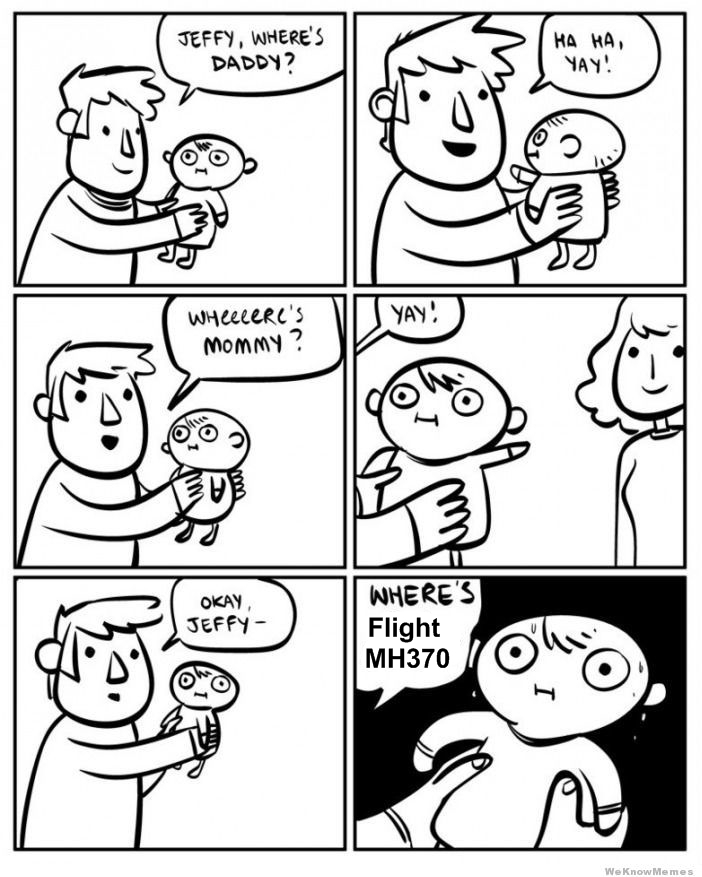 JEFFY, WHERE'S
DADDY?
HA HA,
YAY!
WHEEEERE'S
MOMMY?
YAY!
OKAY,
JEFFY—
WHERE'S
Flight
MH370
WeKnowMemes